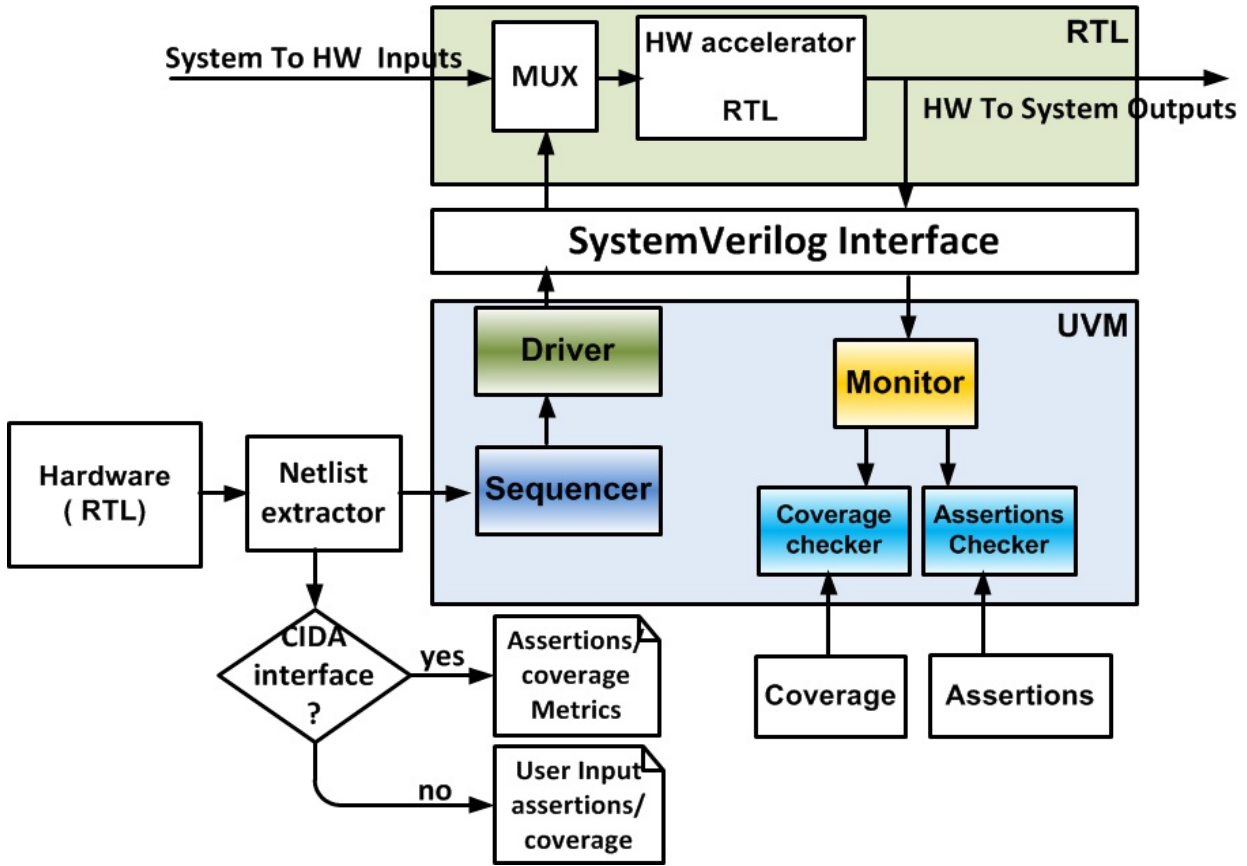 RTL
System To HW Inputs
MUX
HW accelerator
RTL
HW To System Outputs
SystemVerilog Interface
UVM
Driver
Monitor
Hardware
( RTL)
Netlist
extractor
Sequencer
Coverage
checker
Assertions
Checker
CIDA
interface
?
yes
Assertions/
coverage
Metrics
Coverage
Assertions
no
User Input
assertions/
coverage